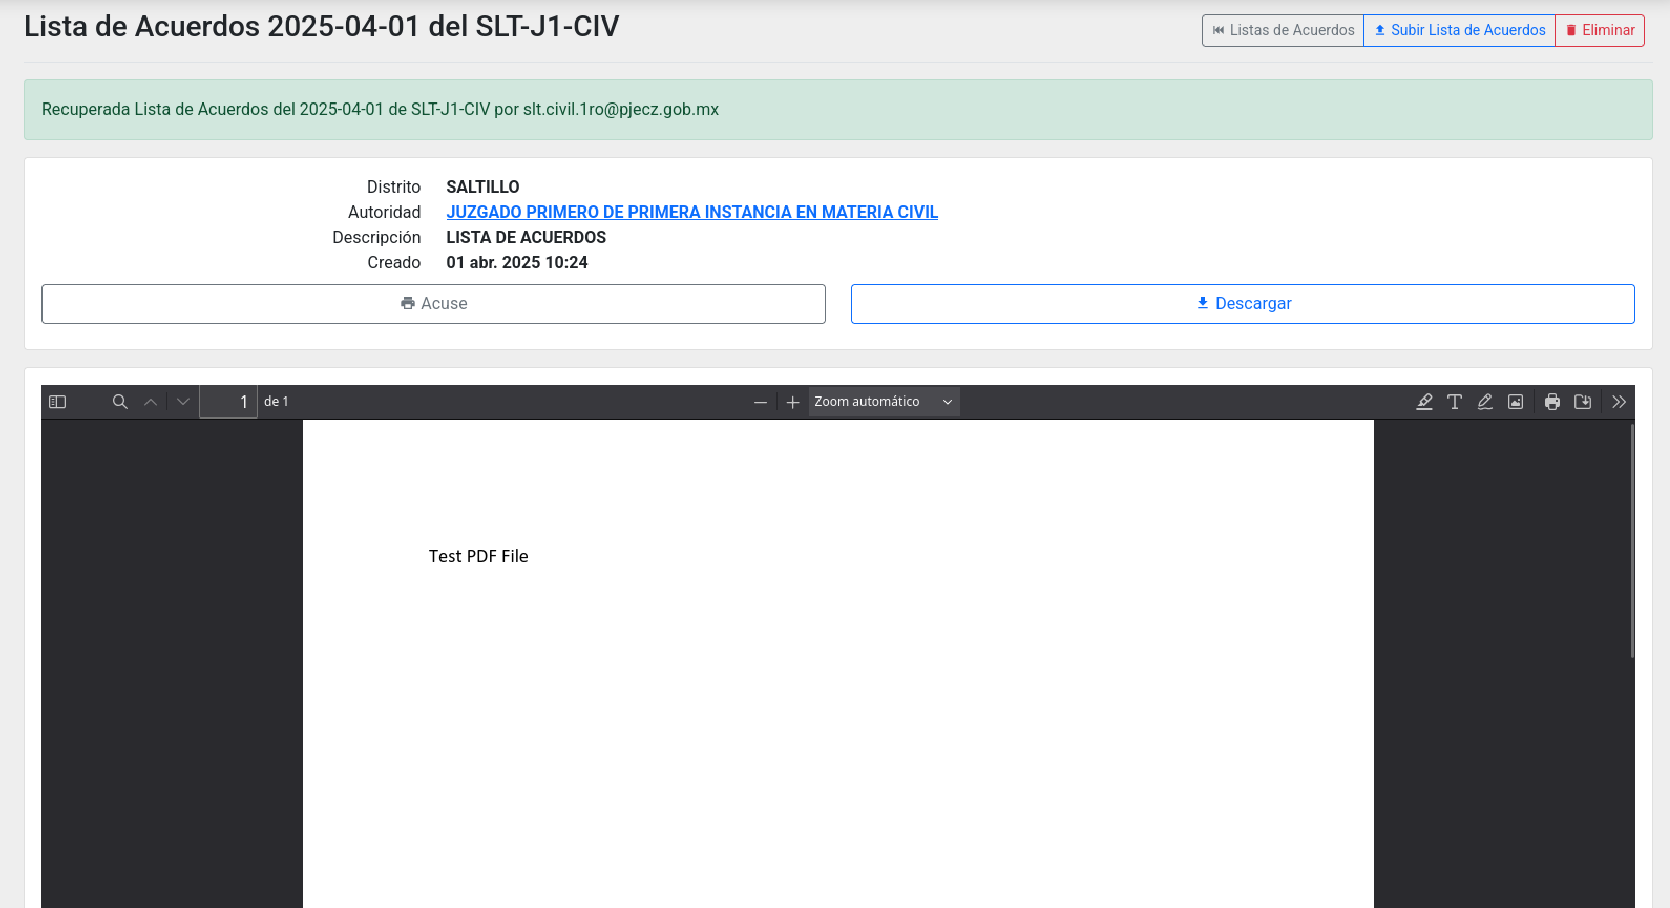 Lista de Acuerdos 2025-04-01 del SLT-J1-CIV
Listas de Acuerdos
Subir Lista de Acuerdos
Eliminar
Recuperada Lista de Acuerdos del 2025-04-01 de SLT-J1-CIV por slt.civil.1ro@pjecz.gob.mx
Distrito SALTILLO
Autoridad JUZGADO PRIMERO DE PRIMERA INSTANCIA EN MATERIA CIVIL
Descripción LISTA DE ACUERDOS
Creado 01 abr. 2025 10:24
Acuse
Descargar
1 de 1
Zoom automático
Test PDF File